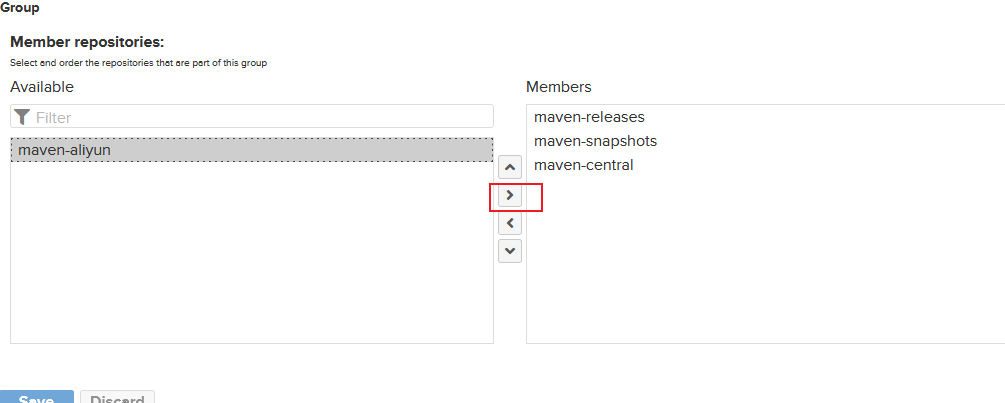 Group
Member repositories:
Select and order the repositories that are part of this group
Available
Members
Filter
maven-aliyun
maven-releases
maven-snapshots
maven-central
Save
Discard